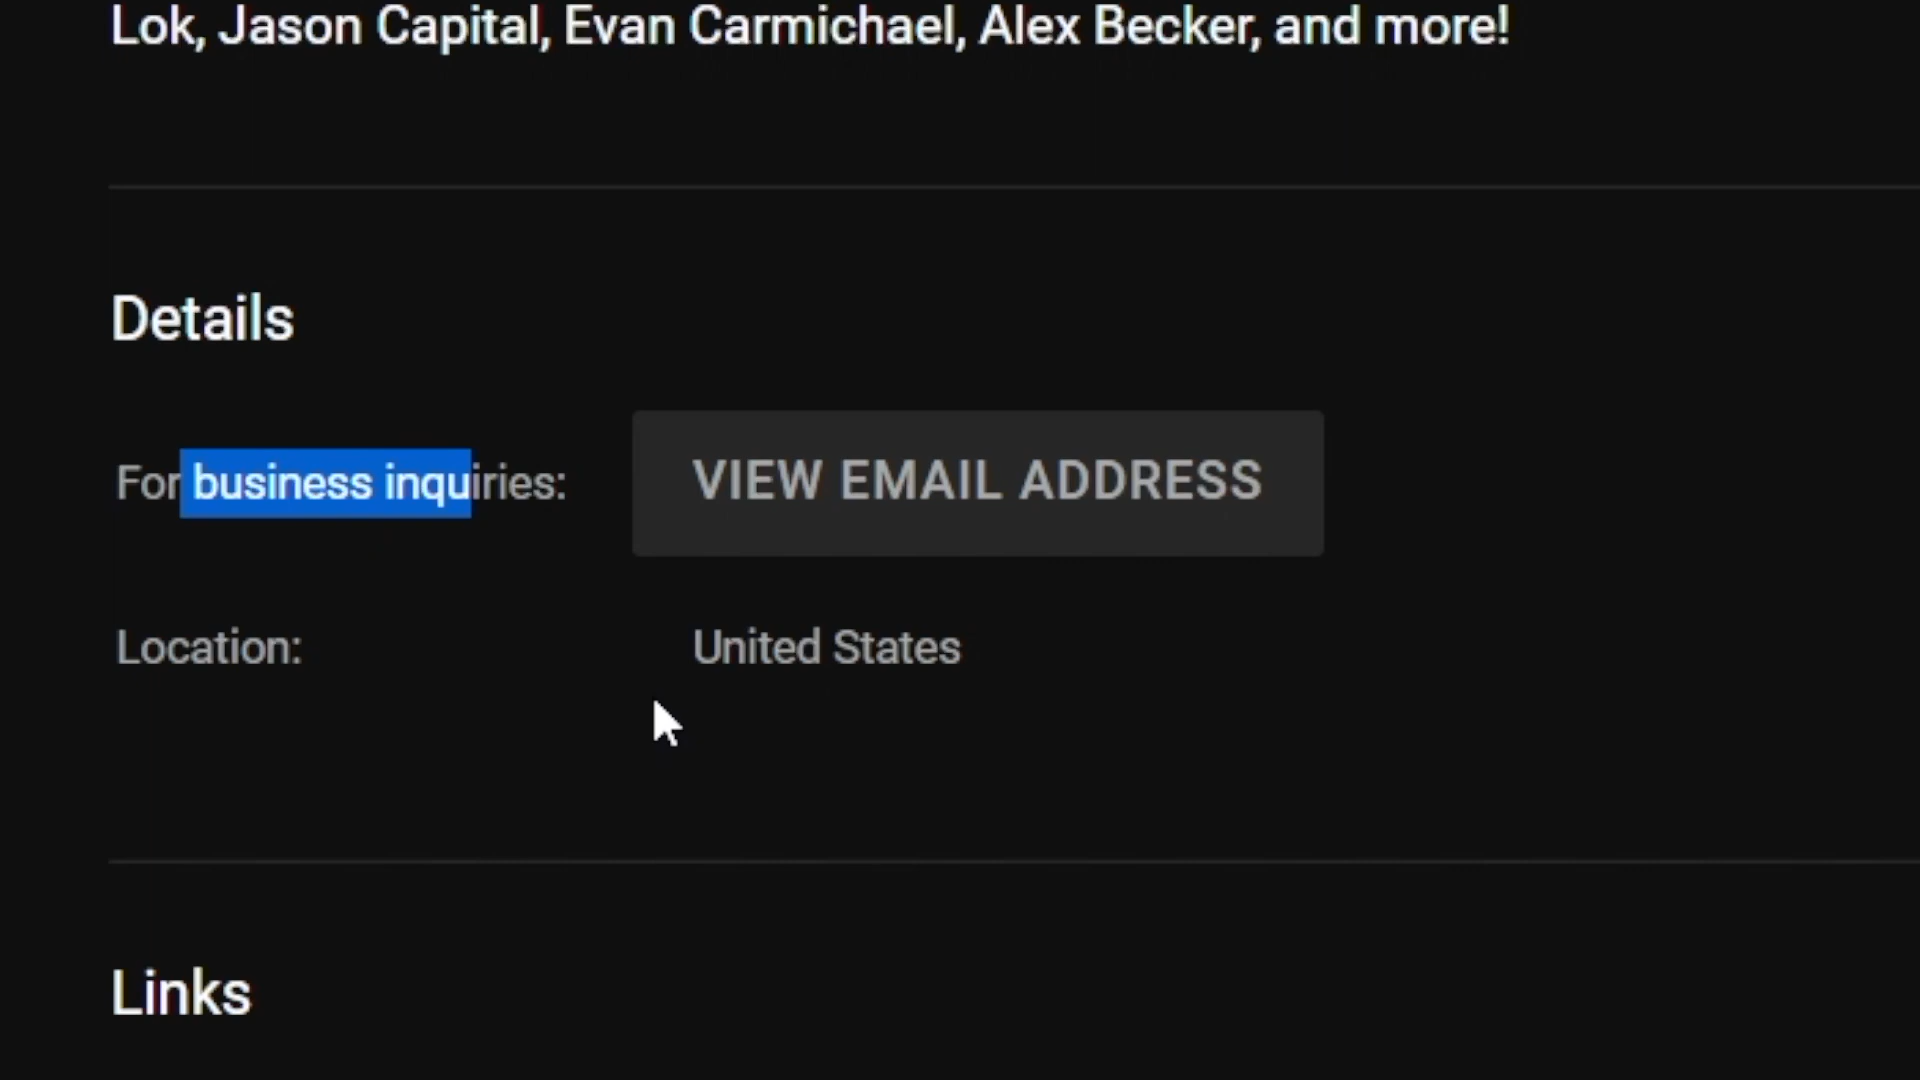 Lok, Jason Capital, Evan Carmichael, Alex Becker, and more!
Details
For business inquiries: VIEW EMAIL ADDRESS
Location: United States
Links